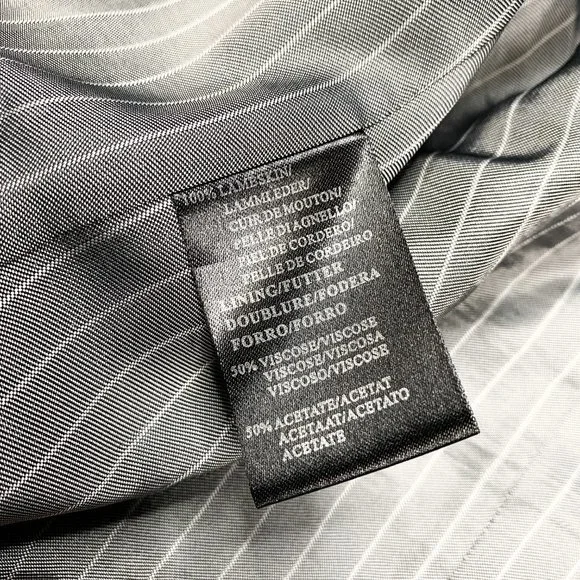 100% LAMESKIN/
LAMMLEDER/
CUIR DE MOUTON/
PELLE DI AGNELLO/
PIEL DE CORDERO/
PELLE DE CORDEIRO
LINING/FUTTER
DOUBLURE/FODERA
FORRO/FORRO
50% VISCOSE/VISCOSE
VISCOSE/VISCOSA
VISCOSO/VISCOSE
50% ACETATE/ACETAT
ACETAAT/ACETATO
ACETATE